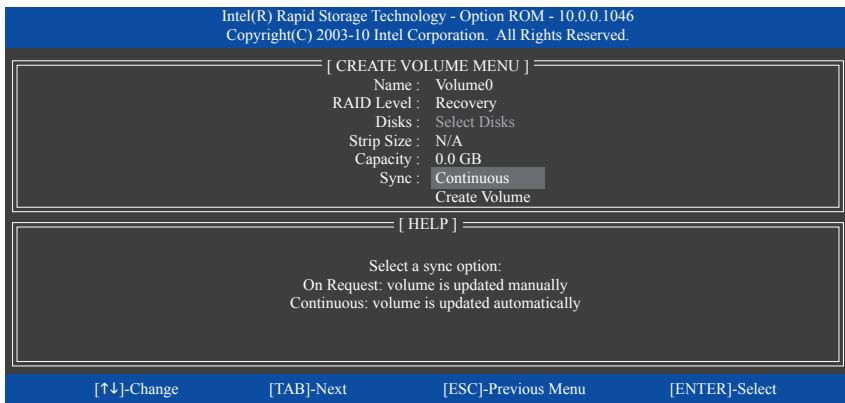 Intel(R) Rapid Storage Technology - Option ROM - 10.0.0.1046
Copyright(C) 2003-10 Intel Corporation. All Rights Reserved.
[ CREATE VOLUME MENU ]
Name : Volume0
RAID Level : Recovery
Disks : Select Disks
Strip Size : N/A
Capacity : 0.0 GB
Sync : Continuous
Create Volume
[ HELP ]
Select a sync option:
On Request: volume is updated manually
Continuous: volume is updated automatically
[↑↓]-Change [TAB]-Next [ESC]-Previous Menu [ENTER]-Select